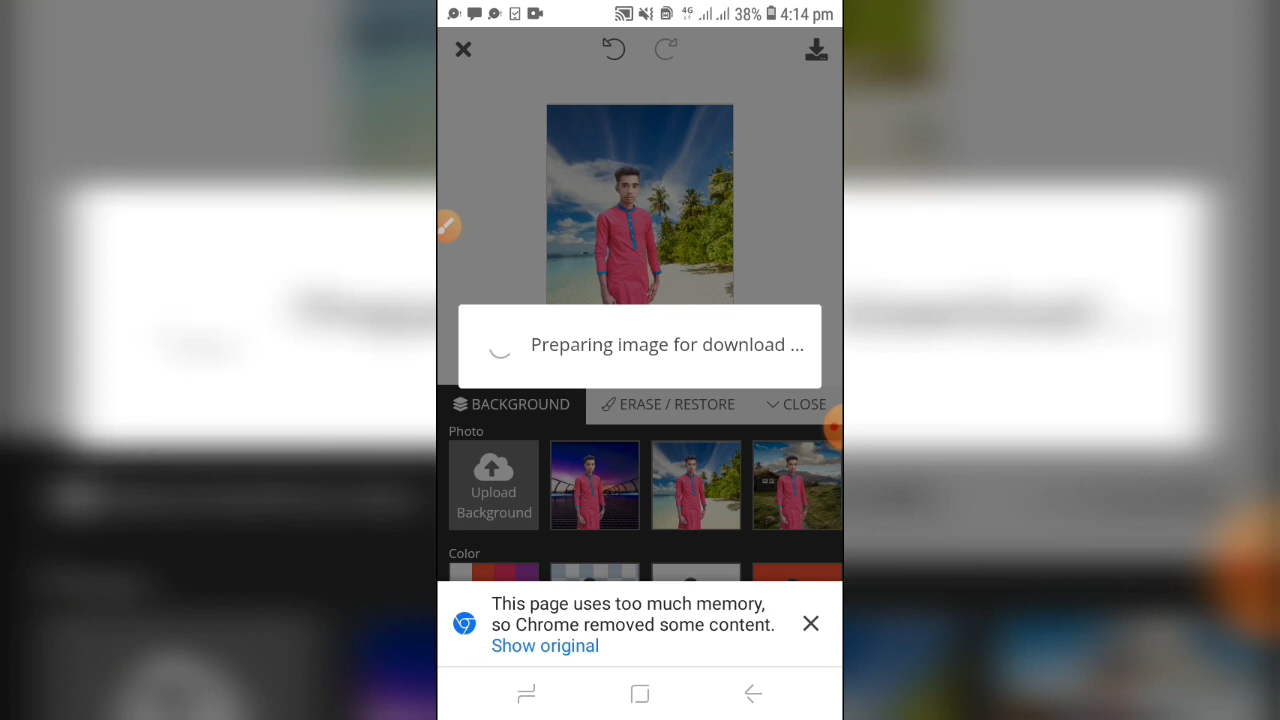 4G 38% 4:14 pm
Preparing image for download ...
BACKGROUND ERASE / RESTORE CLOSE
Photo
Upload
Background
Color
This page uses too much memory,
so Chrome removed some content.
Show original